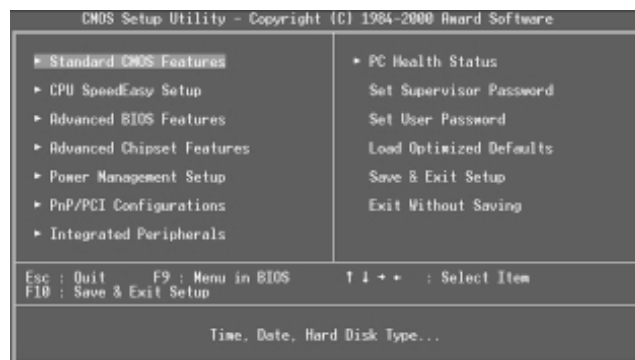 CMOS Setup Utility - Copyright (C) 1984-2000 Award Software
▸ Standard CMOS Features
▸ CPU SpeedEasy Setup
▸ Advanced BIOS Features
▸ Advanced Chipset Features
▸ Power Management Setup
▸ PnP/PCI Configurations
▸ Integrated Peripherals
▸ PC Health Status
Set Supervisor Password
Set User Password
Load Optimized Defaults
Save & Exit Setup
Exit Without Saving
Esc : Quit F9 : Menu in BIOS ↑ ↓ → ← : Select Item
F10 : Save & Exit Setup
Time, Date, Hard Disk Type...